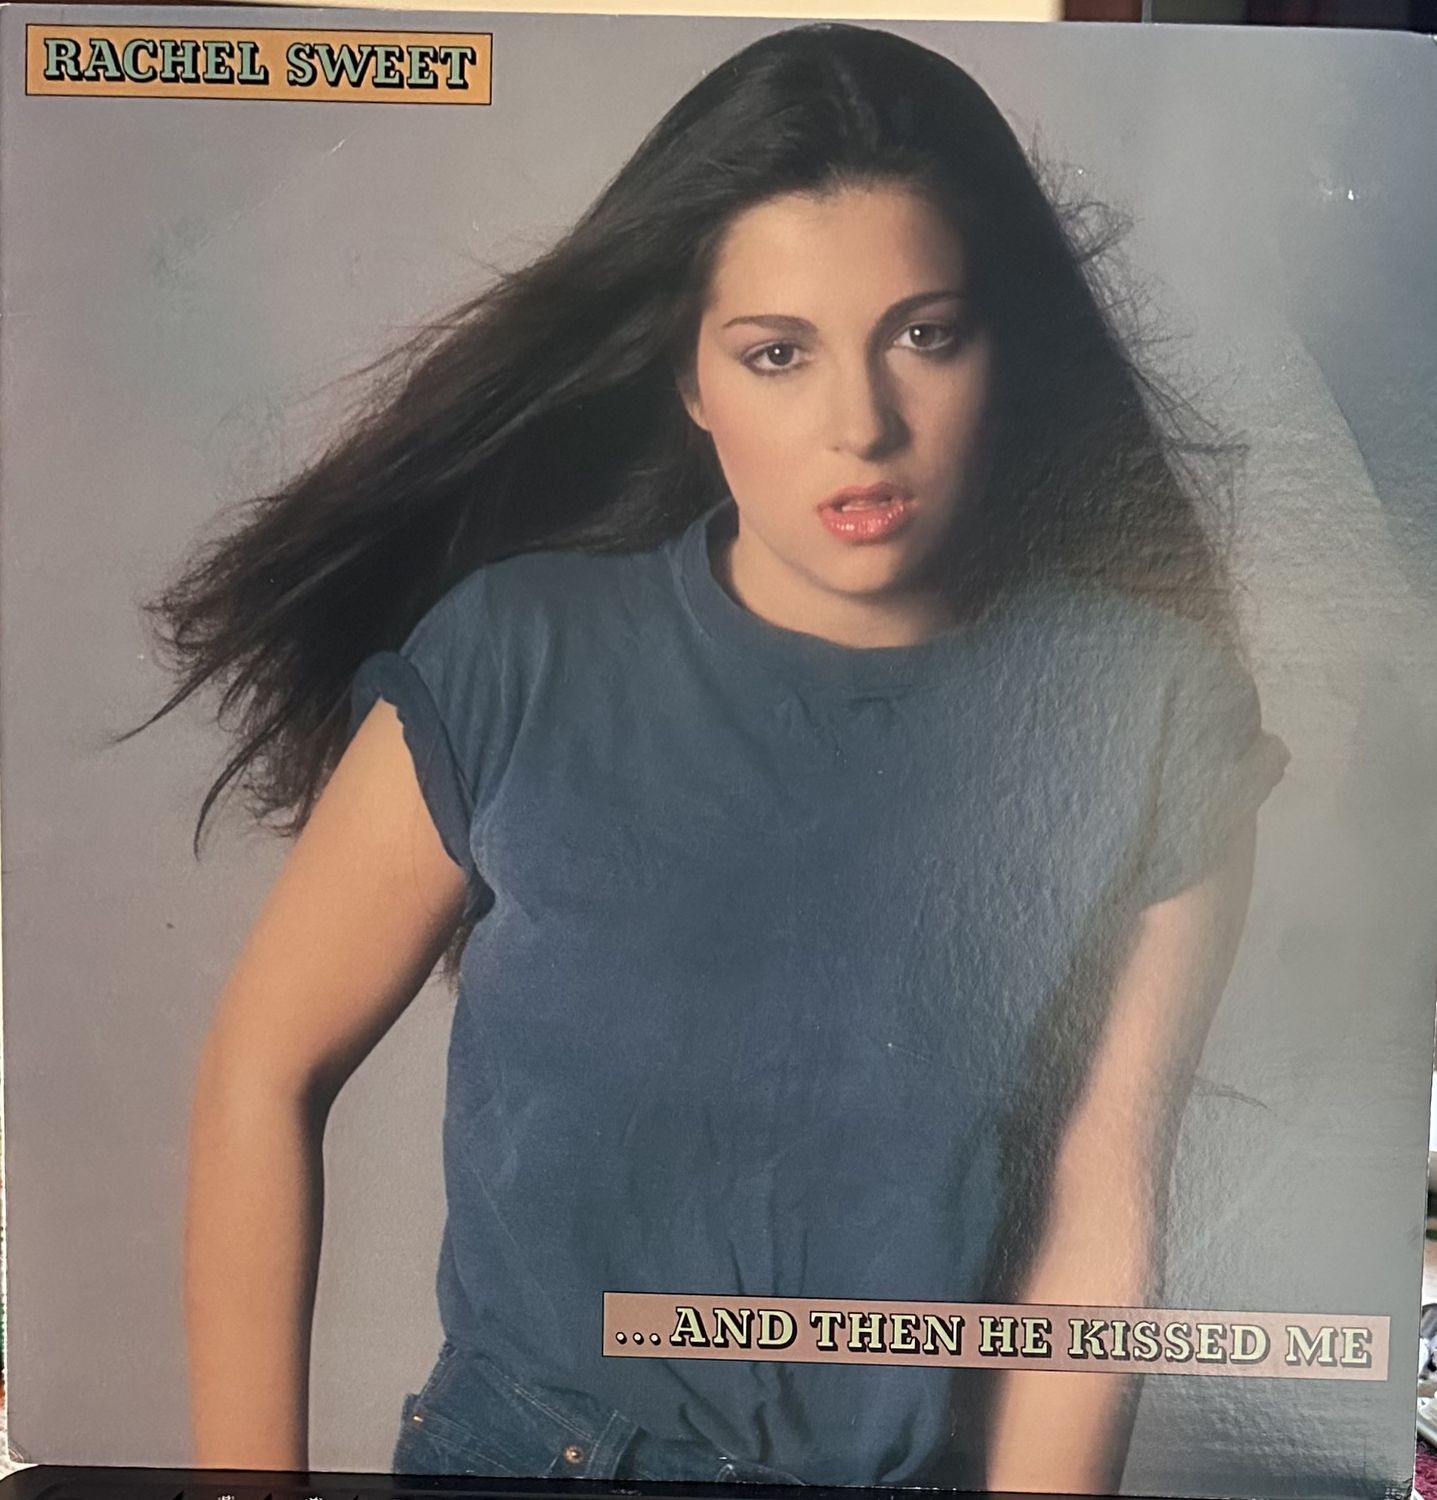 RACHEL SWEET
...AND THEN HE KISSED ME